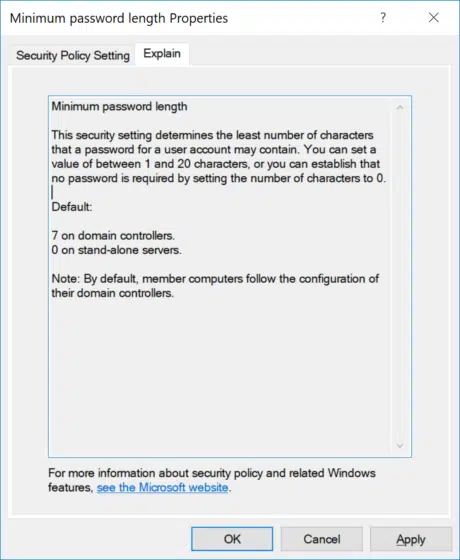 Minimum password length Properties
Security Policy Setting
Explain
Minimum password length
This security setting determines the least number of characters
that a password for a user account may contain. You can set a
value of between 1 and 20 characters, or you can establish that
no password is required by setting the number of characters to 0.
Default:
7 on domain controllers.
0 on stand-alone servers.
Note: By default, member computers follow the configuration of
their domain controllers.
For more information about security policy and related Windows
features, see the Microsoft website.
OK
Cancel
Apply